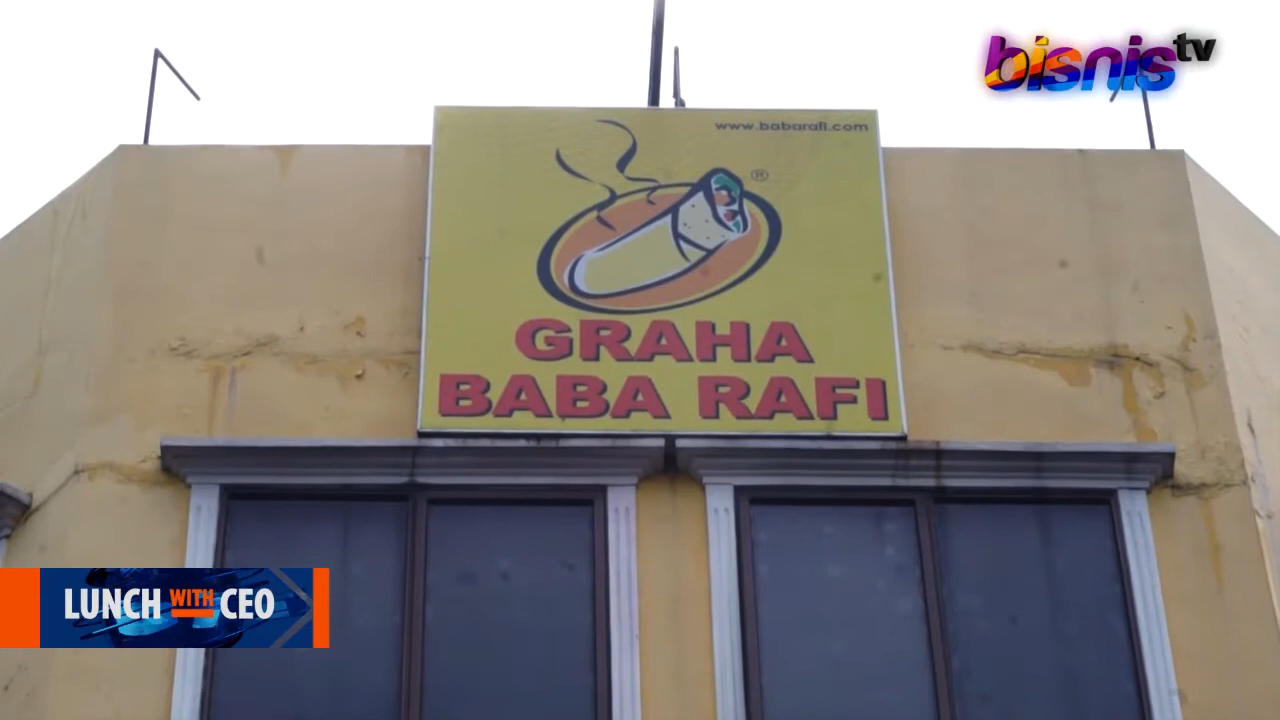 bisnis tv
www.babarafi.com
®
GRAHA
BABA RAFI
LUNCH WITH CEO